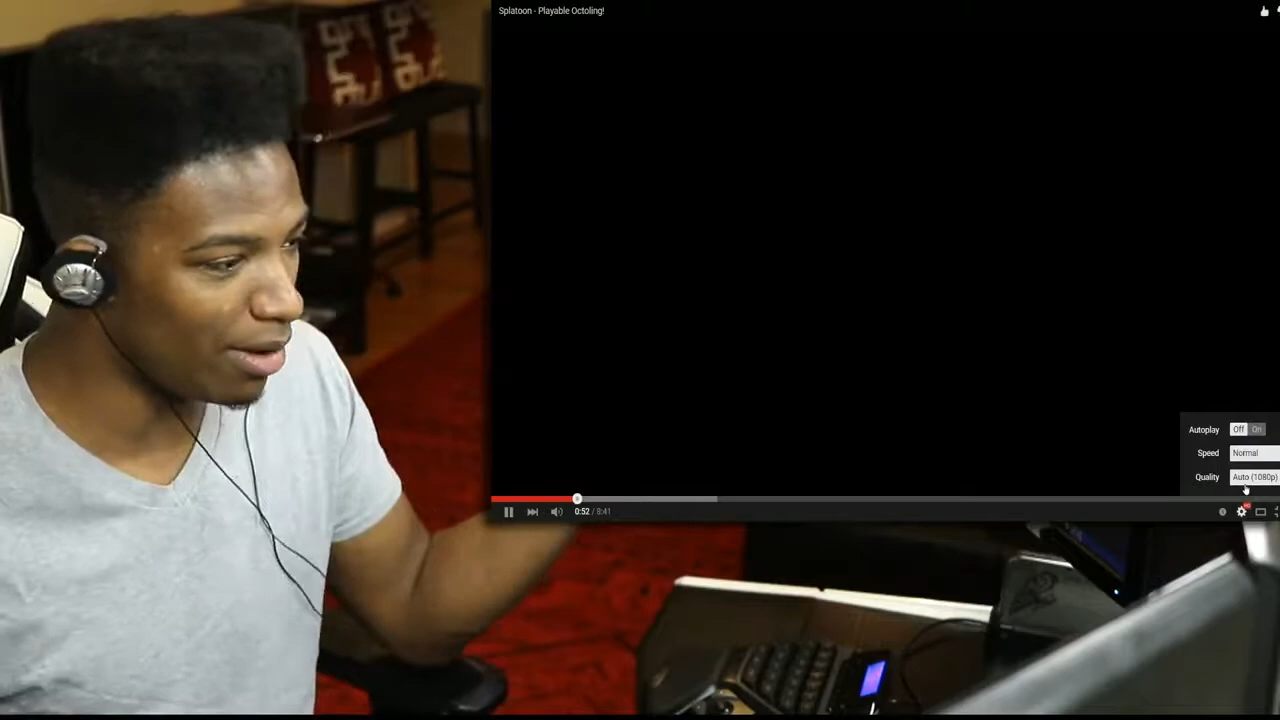 Splatoon - Playable Octoling!
Autoplay Off On
Speed Normal
Quality Auto (1080p)
0:52 / 8:41